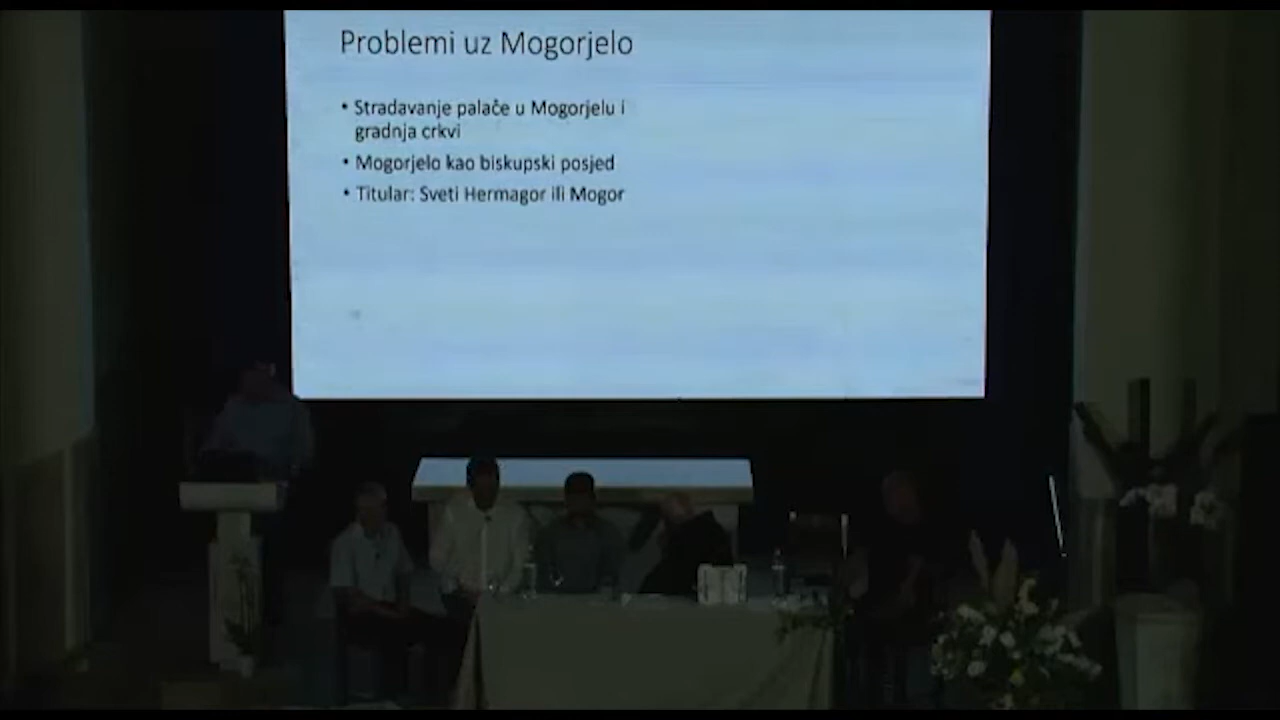 Problemi uz Mogorjelo
• Stradavanje palače u Mogorjelu i
gradnja crkvi
• Mogorjelo kao biskupski posjed
• Titular: Sveti Hermagor ili Mogor